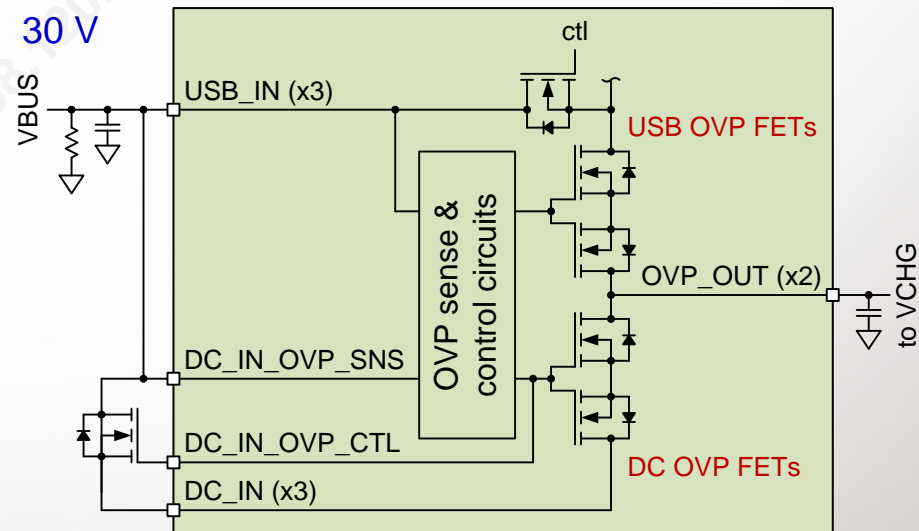 30 V
ctl
VBUS
USB_IN (x3)
USB OVP FETs
OVP sense &
control circuits
OVP_OUT (x2)
to VCHG
DC_IN_OVP_SNS
DC_IN_OVP_CTL
DC OVP FETs
DC_IN (x3)